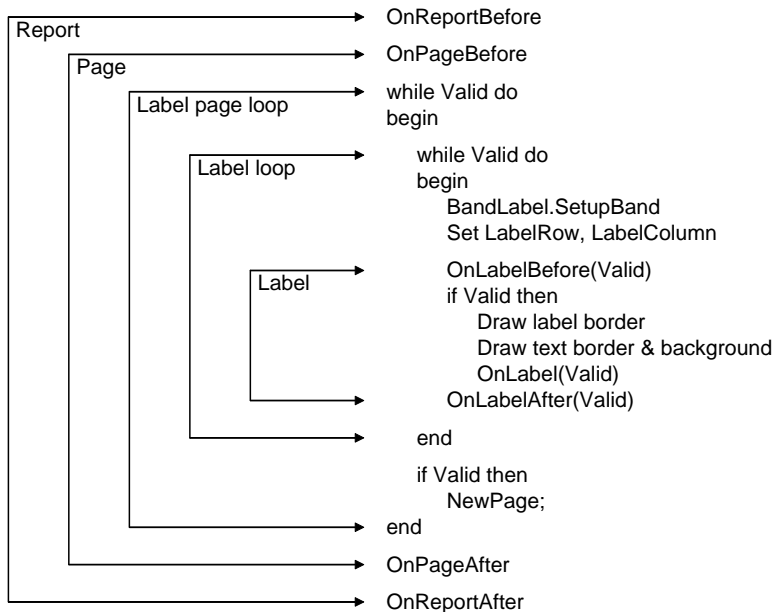 OnReportBefore
Report
OnPageBefore
Page
while Valid do
Label page loop
begin
while Valid do
Label loop
begin
BandLabel.SetupBand
Set LabelRow, LabelColumn
OnLabelBefore(Valid)
Label
if Valid then
Draw label border
Draw text border & background
OnLabel(Valid)
OnLabelAfter(Valid)
end
if Valid then
NewPage;
end
OnPageAfter
OnReportAfter